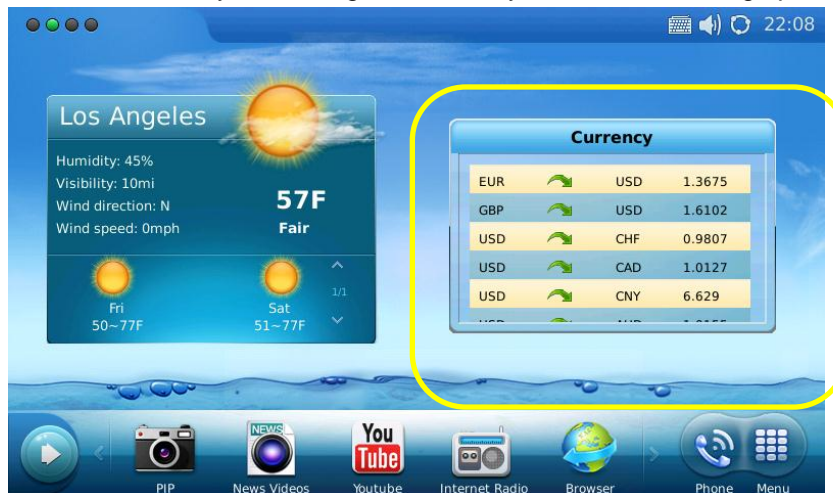 22:08
Los Angeles
Humidity: 45%
Visibility: 10mi
Wind direction: N
Wind speed: 0mph
57F
Fair
Fri
50~77F
Sat
51~77F
1/1
Currency
EUR USD 1.3675
GBP USD 1.6102
USD CHF 0.9807
USD CAD 1.0127
USD CNY 6.629
NEWS
You
Tube
PIP News Videos Youtube Internet Radio Browser Phone Menu